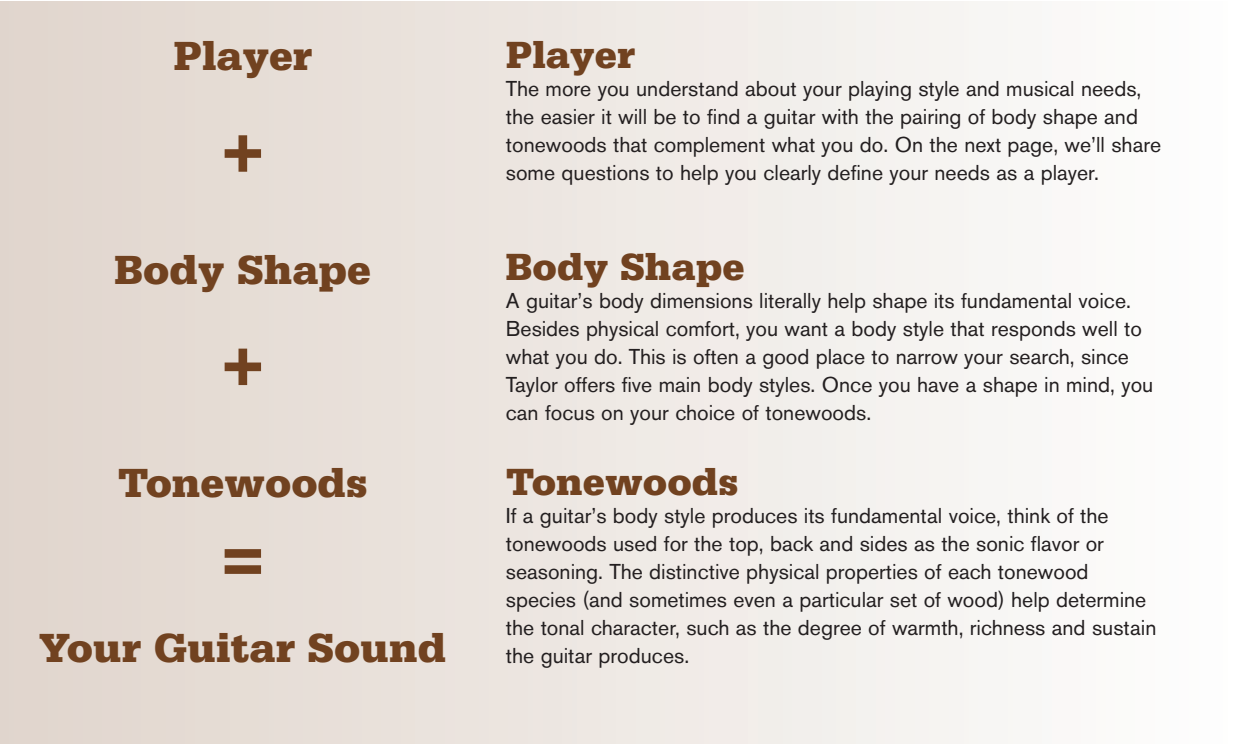 Player
+
Body Shape
+
Tonewoods
=
Your Guitar Sound
Player
The more you understand about your playing style and musical needs,
the easier it will be to find a guitar with the pairing of body shape and
tonewoods that complement what you do. On the next page, we’ll share
some questions to help you clearly define your needs as a player.
Body Shape
A guitar’s body dimensions literally help shape its fundamental voice.
Besides physical comfort, you want a body style that responds well to
what you do. This is often a good place to narrow your search, since
Taylor offers five main body styles. Once you have a shape in mind, you
can focus on your choice of tonewoods.
Tonewoods
If a guitar’s body style produces its fundamental voice, think of the
tonewoods used for the top, back and sides as the sonic flavor or
seasoning. The distinctive physical properties of each tonewood
species (and sometimes even a particular set of wood) help determine
the tonal character, such as the degree of warmth, richness and sustain
the guitar produces.